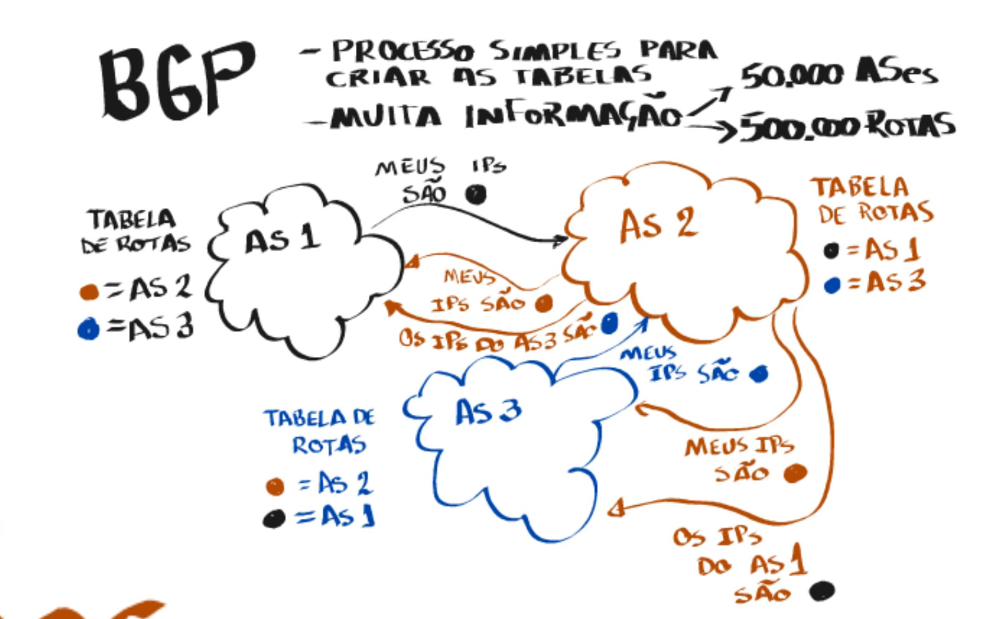 BGP
- PROCESSO SIMPLES PARA
CRIAR AS TABELAS
- MUITA INFORMAÇÃO
50.000 ASes
500.000 ROTAS
MEUS IPs
SÃO
TABELA
DE ROTAS
= AS 2
= AS 3
AS 1
AS 2
TABELA
DE ROTAS
= AS 1
= AS 3
MEUS
IPs SÃO
OS IPs DO AS3 SÃO
MEUS
IPs SÃO
AS 3
TABELA DE
ROTAS
= AS 2
= AS 1
MEUS IPs
SÃO
OS IPs
DO AS 1
SÃO